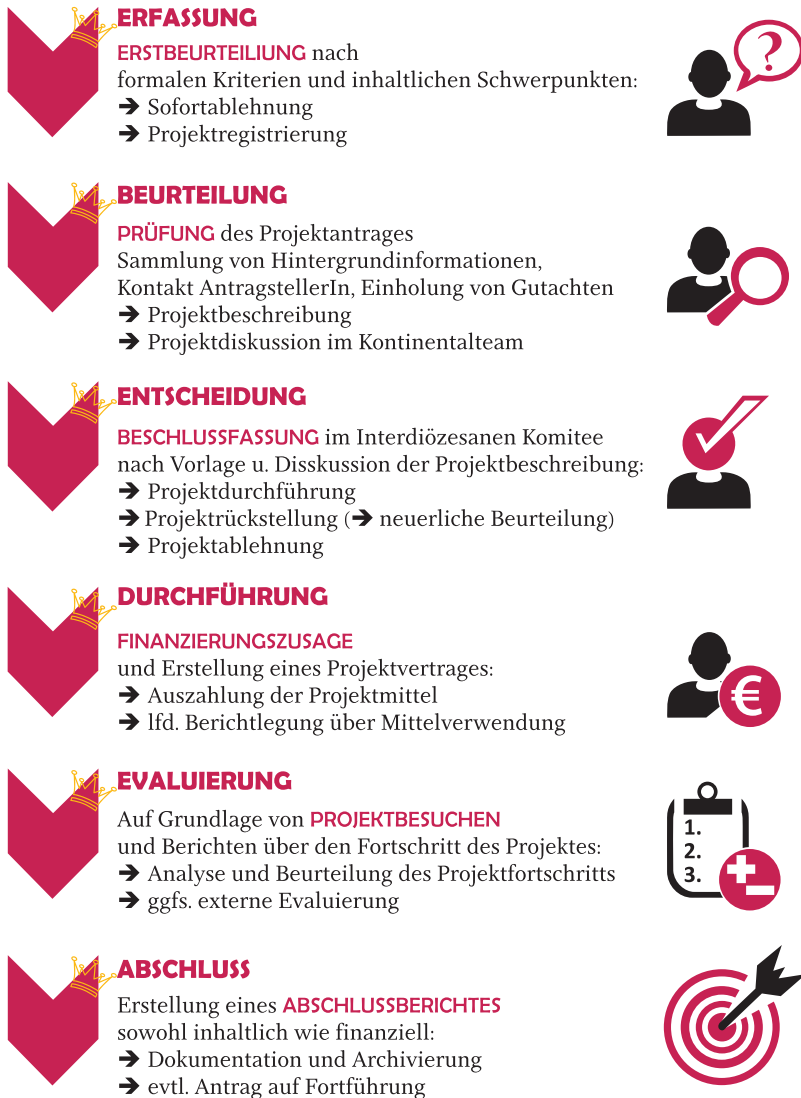 ERFASSUNG
ERSTBEURTEILIUNG nach
formalen Kriterien und inhaltlichen Schwerpunkten:
➔ Sofortablehnung
➔ Projektregistrierung
?
BEURTEILUNG
PRÜFUNG des Projektantrages
Sammlung von Hintergrundinformationen,
Kontakt AntragstellerIn, Einholung von Gutachten
➔ Projektbeschreibung
➔ Projektdiskussion im Kontinentalteam
ENTSCHEIDUNG
BESCHLUSSFASSUNG im Interdiözesanen Komitee
nach Vorlage u. Disskussion der Projektbeschreibung:
➔ Projektdurchführung
➔ Projektrückstellung (➔ neuerliche Beurteilung)
➔ Projektablehnung
DURCHFÜHRUNG
FINANZIERUNGSZUSAGE
und Erstellung eines Projektvertrages:
➔ Auszahlung der Projektmittel
➔ lfd. Berichtlegung über Mittelverwendung
€
EVALUIERUNG
Auf Grundlage von PROJEKTBESUCHEN
und Berichten über den Fortschritt des Projektes:
➔ Analyse und Beurteilung des Projektfortschritts
➔ ggfs. externe Evaluierung
1.
2.
3.
ABSCHLUSS
Erstellung eines ABSCHLUSSBERICHTES
sowohl inhaltlich wie finanziell:
➔ Dokumentation und Archivierung
➔ evtl. Antrag auf Fortführung